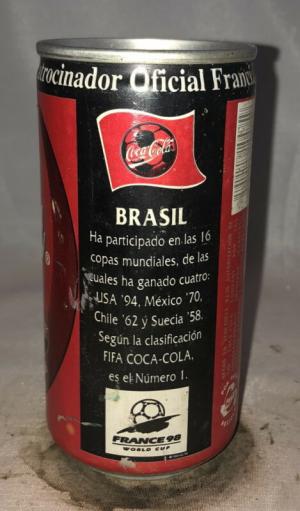 trocinador Oficial Franci
Coca-Cola
BRASIL
Ha participado en las 16
copas mundiales, de las
cuales ha ganado cuatro:
USA '94, México '70,
Chile '62 y Suecia '58.
Según la clasificación
FIFA COCA-COLA,
es el Número 1.
FRANCE 98
WORLD CUP